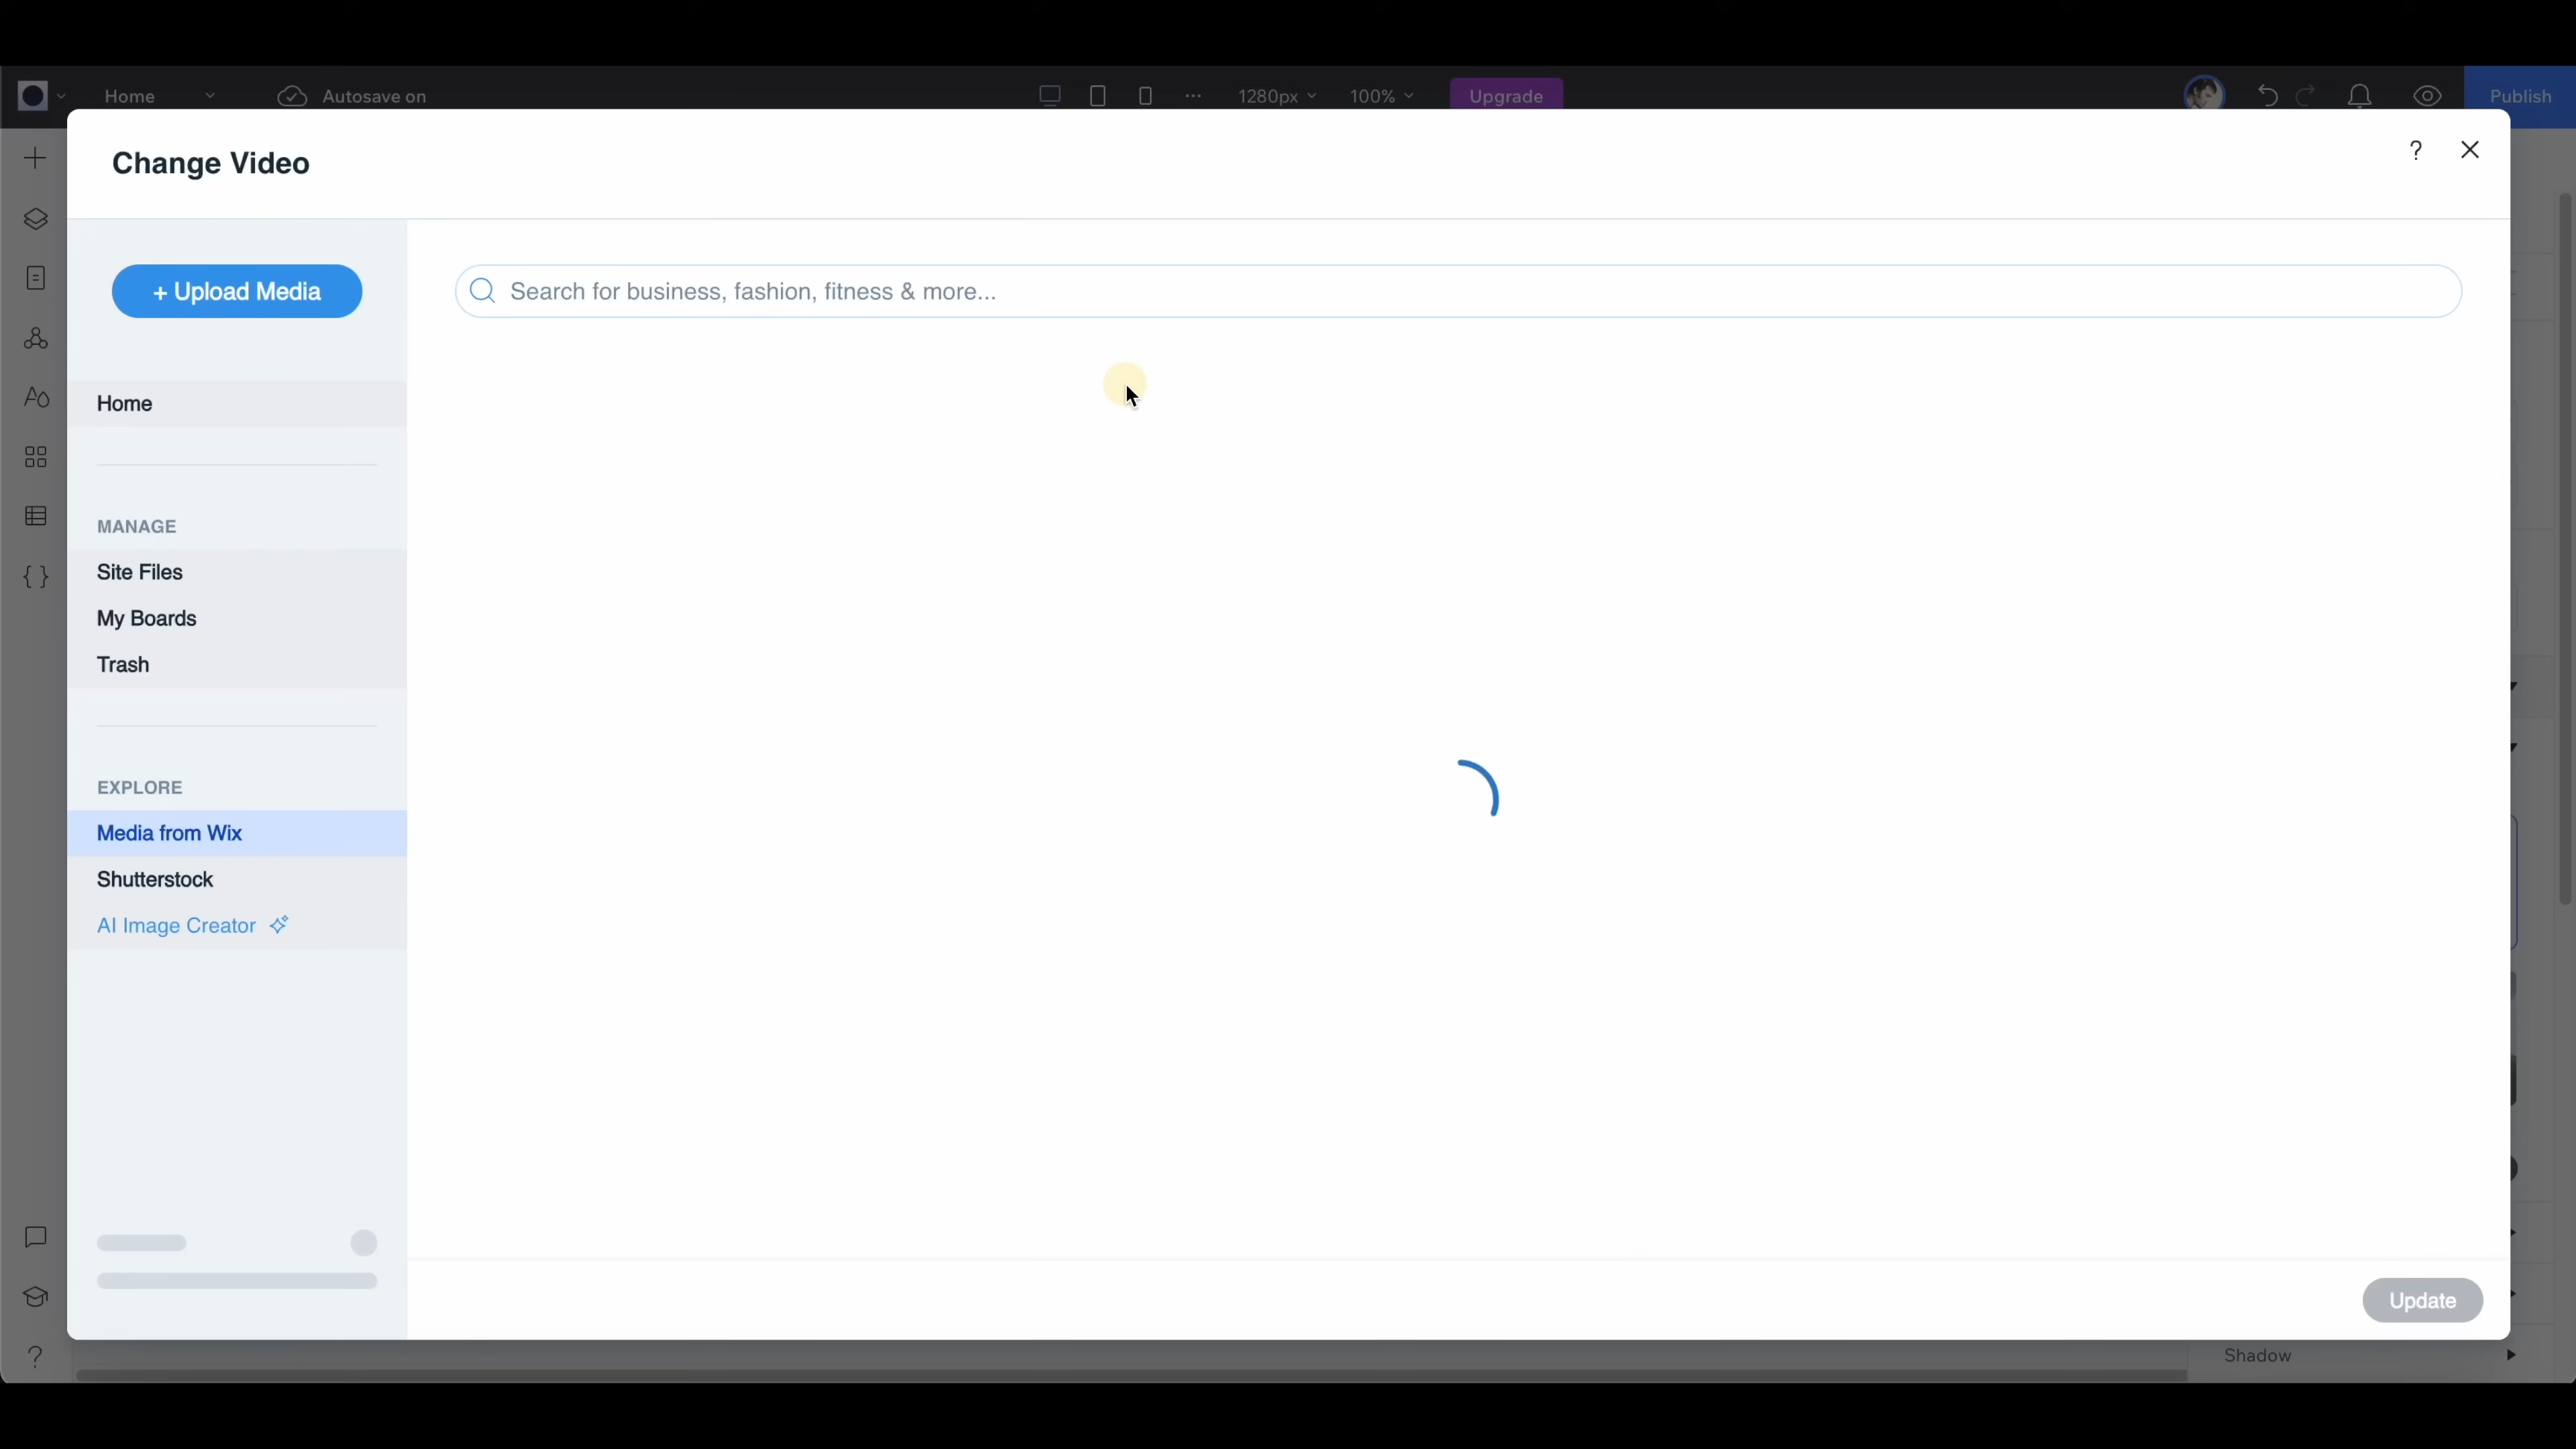 Home
Autosave on
1280px
100%
Upgrade
Publish
Change Video
?
+ Upload Media
Search for business, fashion, fitness & more...
Home
MANAGE
Site Files
My Boards
Trash
EXPLORE
Media from Wix
Shutterstock
AI Image Creator
Update
?
Shadow